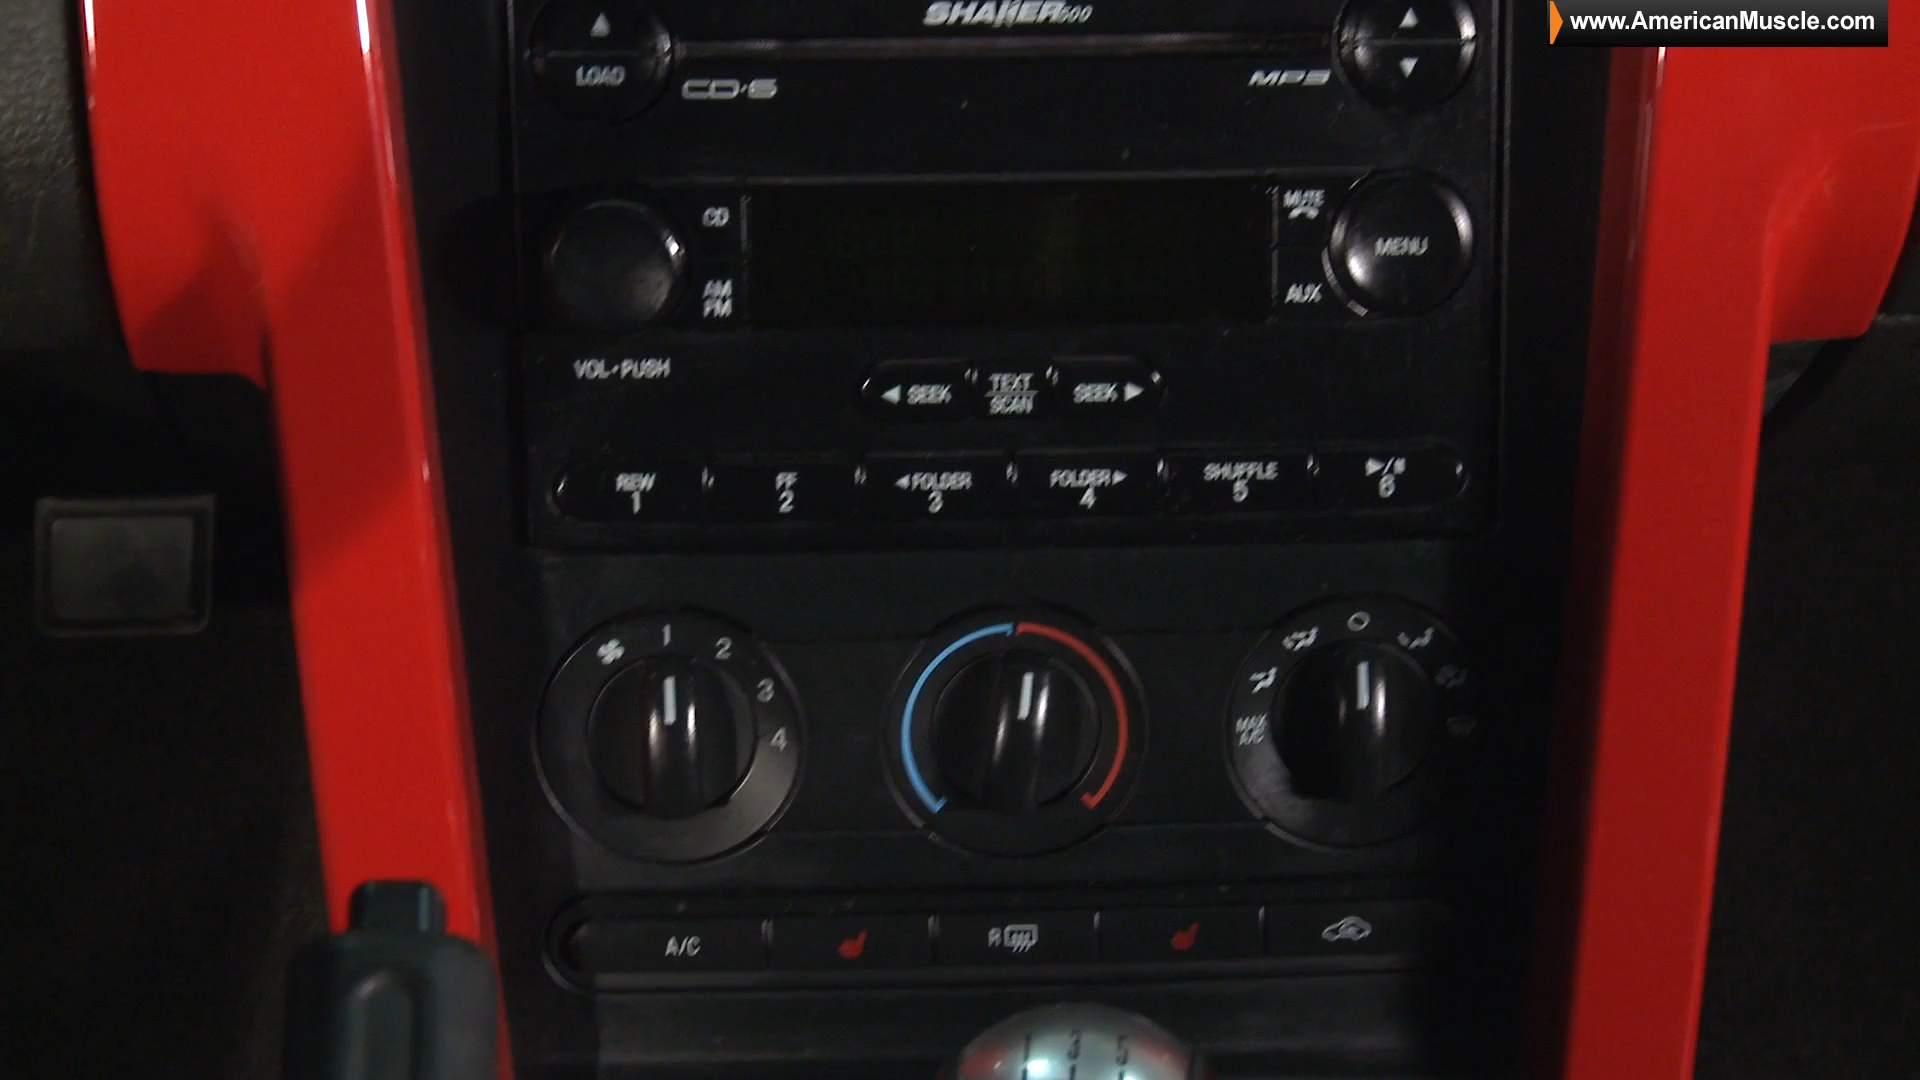 www.AmericanMuscle.com
SHAKER500
LOAD
CD·6
MP3
CD
MUTE
MENU
AM
FM
AUX
VOL•PUSH
SEEK
TEXT
SCAN
SEEK
REW
1
FF
2
FOLDER
3
FOLDER
4
SHUFFLE
5
6
1
2
3
4
MAX
A/C
A/C
R